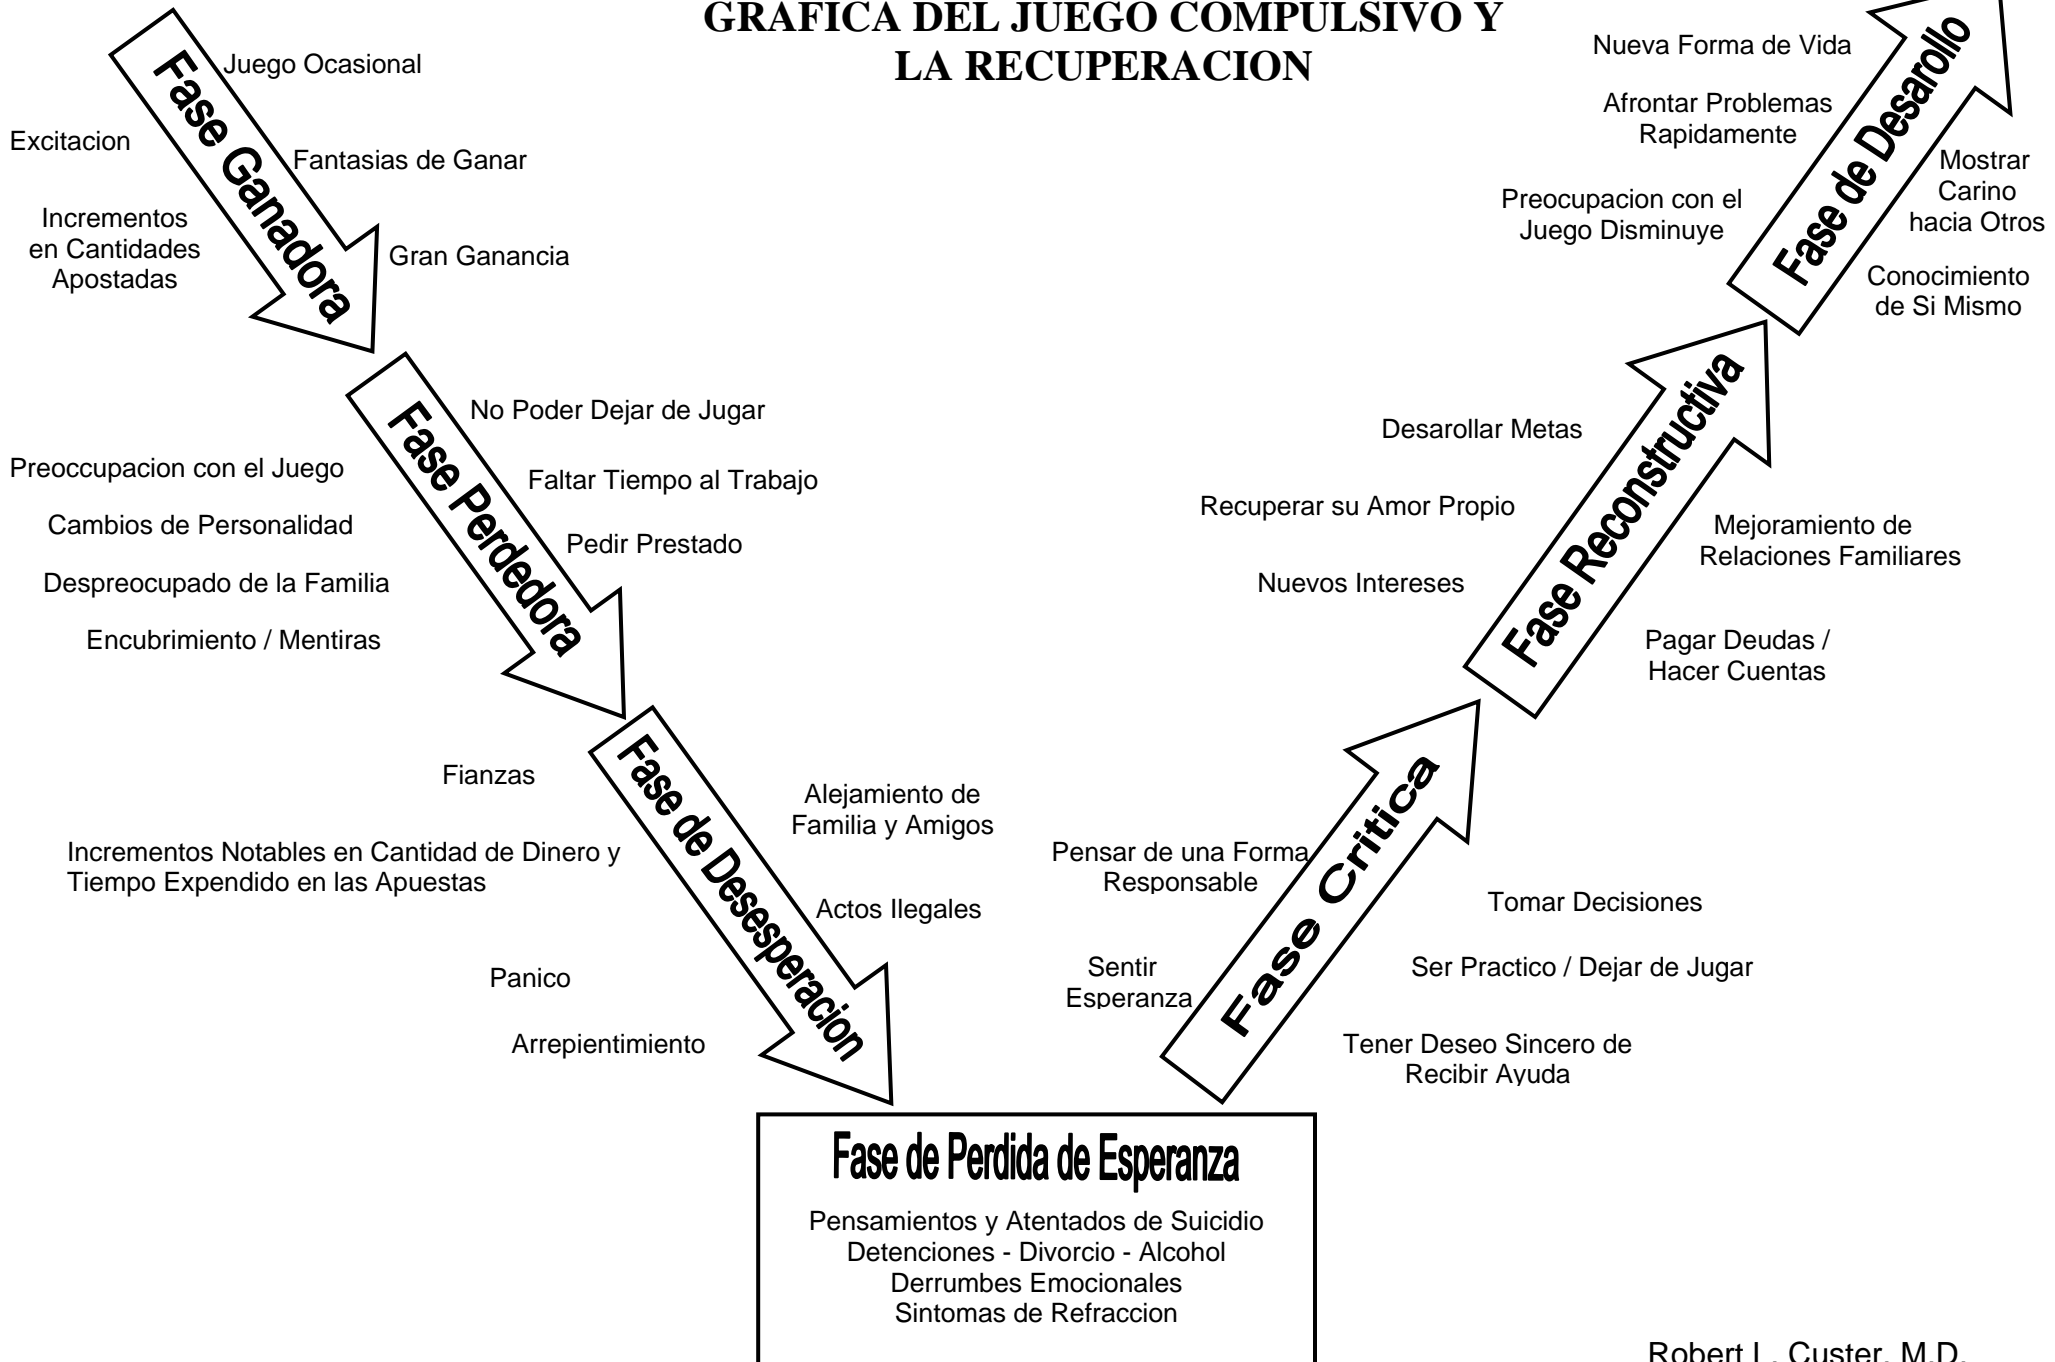 GRAFICA DEL JUEGO COMPULSIVO Y
LA RECUPERACION
Fase Ganadora
Juego Ocasional
Excitacion
Fantasias de Ganar
Incrementos
en Cantidades
Apostadas
Gran Ganancia
Fase Perdedora
No Poder Dejar de Jugar
Preoccupacion con el Juego
Faltar Tiempo al Trabajo
Cambios de Personalidad
Pedir Prestado
Despreocupado de la Familia
Encubrimiento / Mentiras
Fase de Desesperacion
Fianzas
Alejamiento de
Familia y Amigos
Incrementos Notables en Cantidad de Dinero y
Tiempo Expendido en las Apuestas
Actos Ilegales
Panico
Arrepientimiento
Fase de Perdida de Esperanza
Pensamientos y Atentados de Suicidio
Detenciones - Divorcio - Alcohol
Derrumbes Emocionales
Sintomas de Refraccion
Fase Critica
Pensar de una Forma
Responsable
Tomar Decisiones
Sentir
Esperanza
Ser Practico / Dejar de Jugar
Tener Deseo Sincero de
Recibir Ayuda
Fase Reconstructiva
Desarollar Metas
Recuperar su Amor Propio
Mejoramiento de
Relaciones Familiares
Nuevos Intereses
Pagar Deudas /
Hacer Cuentas
Fase de Desarollo
Nueva Forma de Vida
Afrontar Problemas
Rapidamente
Mostrar
Carino
hacia Otros
Preocupacion con el
Juego Disminuye
Conocimiento
de Si Mismo
Robert L. Custer, M.D.